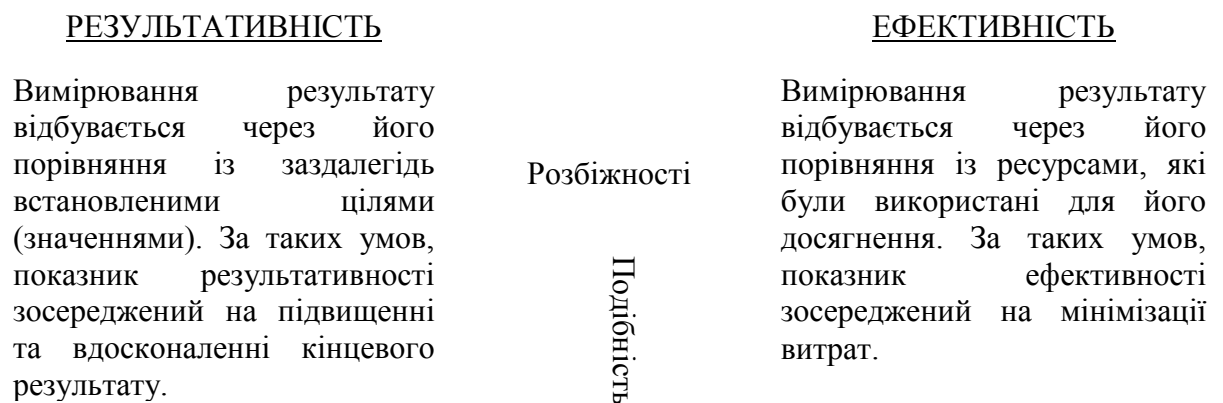 РЕЗУЛЬТАТИВНІСТЬ
Вимірювання результату
відбувається через його
порівняння із заздалегідь
встановленими цілями
(значеннями). За таких умов,
показник результативності
зосереджений на підвищенні
та вдосконаленні кінцевого
результату.
Розбіжності
Подібність
ЕФЕКТИВНІСТЬ
Вимірювання результату
відбувається через його
порівняння із ресурсами, які
були використані для його
досягнення. За таких умов,
показник ефективності
зосереджений на мінімізації
витрат.